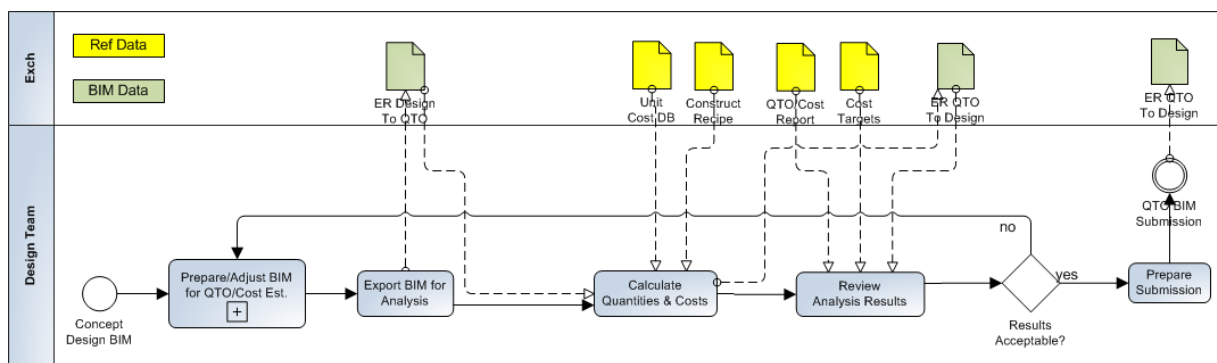 Exch
Ref Data
BIM Data
ER Design
To QTO
Unit
Cost DB
Construct
Recipe
QTO/Cost
Report
Cost
Targets
ER QTO
To Design
ER QTO
To Design
Design Team
Concept
Design BIM
Prepare/Adjust BIM
for QTO/Cost Est.
+
Export BIM for
Analysis
Calculate
Quantities & Costs
Review
Analysis Results
no
Results
Acceptable?
yes
Prepare
Submission
QTO BIM
Submission